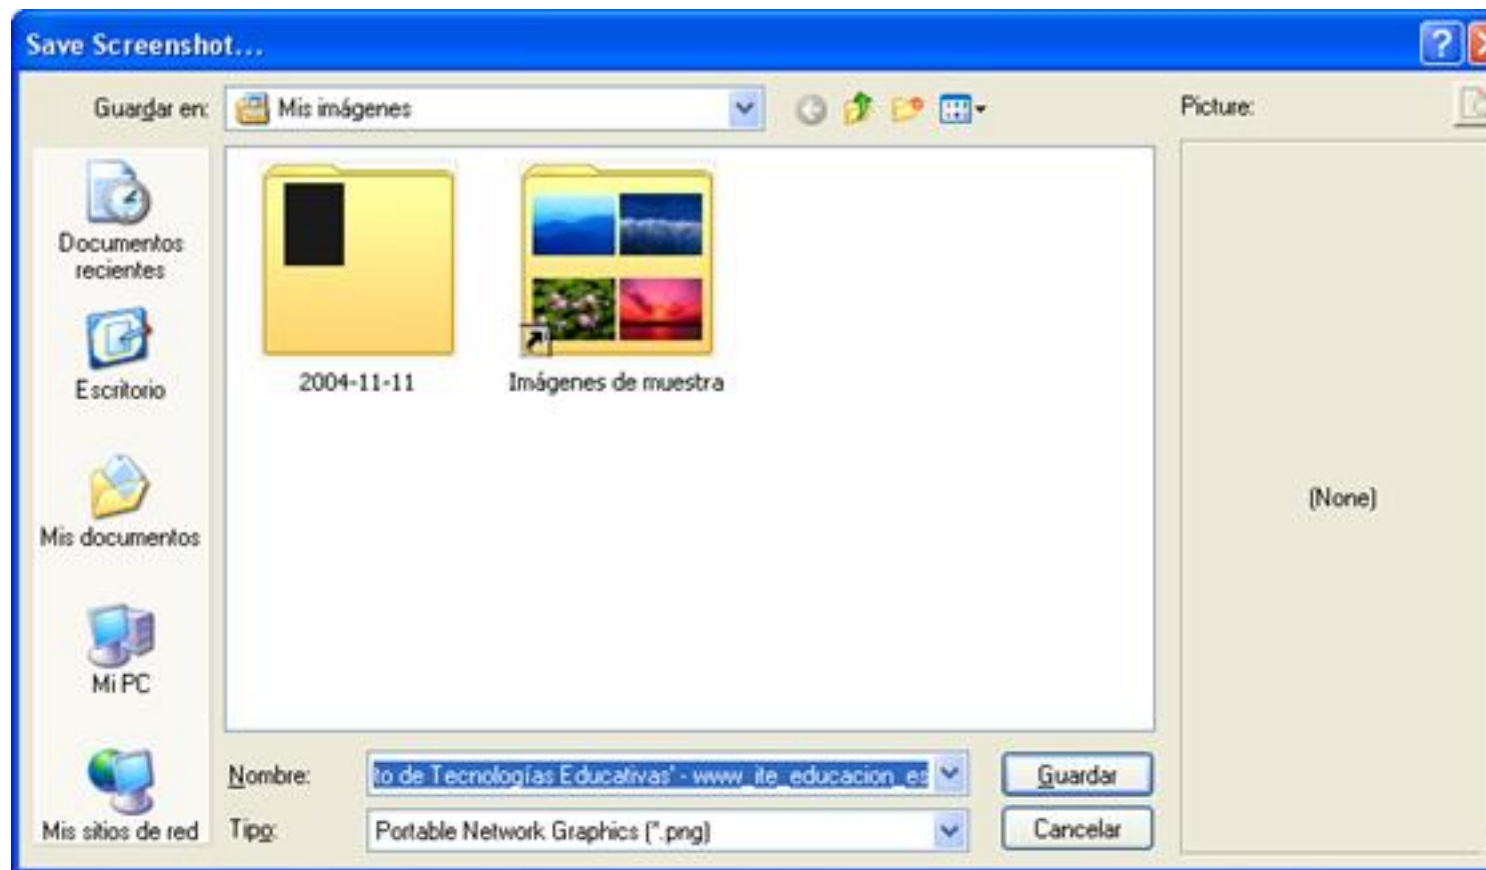 Save Screenshot...
Guardar en:
Mis imágenes
Picture:
Documentos
recientes
Escritorio
Mis documentos
Mi PC
Mis sitios de red
2004-11-11
Imágenes de muestra
(None)
Nombre:
to de Tecnologías Educativas' - www_ite_educacion_es
Guardar
Tipo:
Portable Network Graphics (*.png)
Cancelar